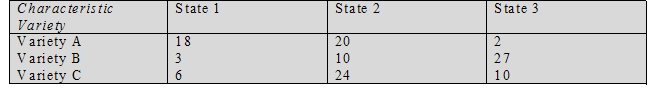 Characteristic State 1 State 2 State 3
Variety
Variety A 18 20 2
Variety B 3 10 27
Variety C 6 24 10